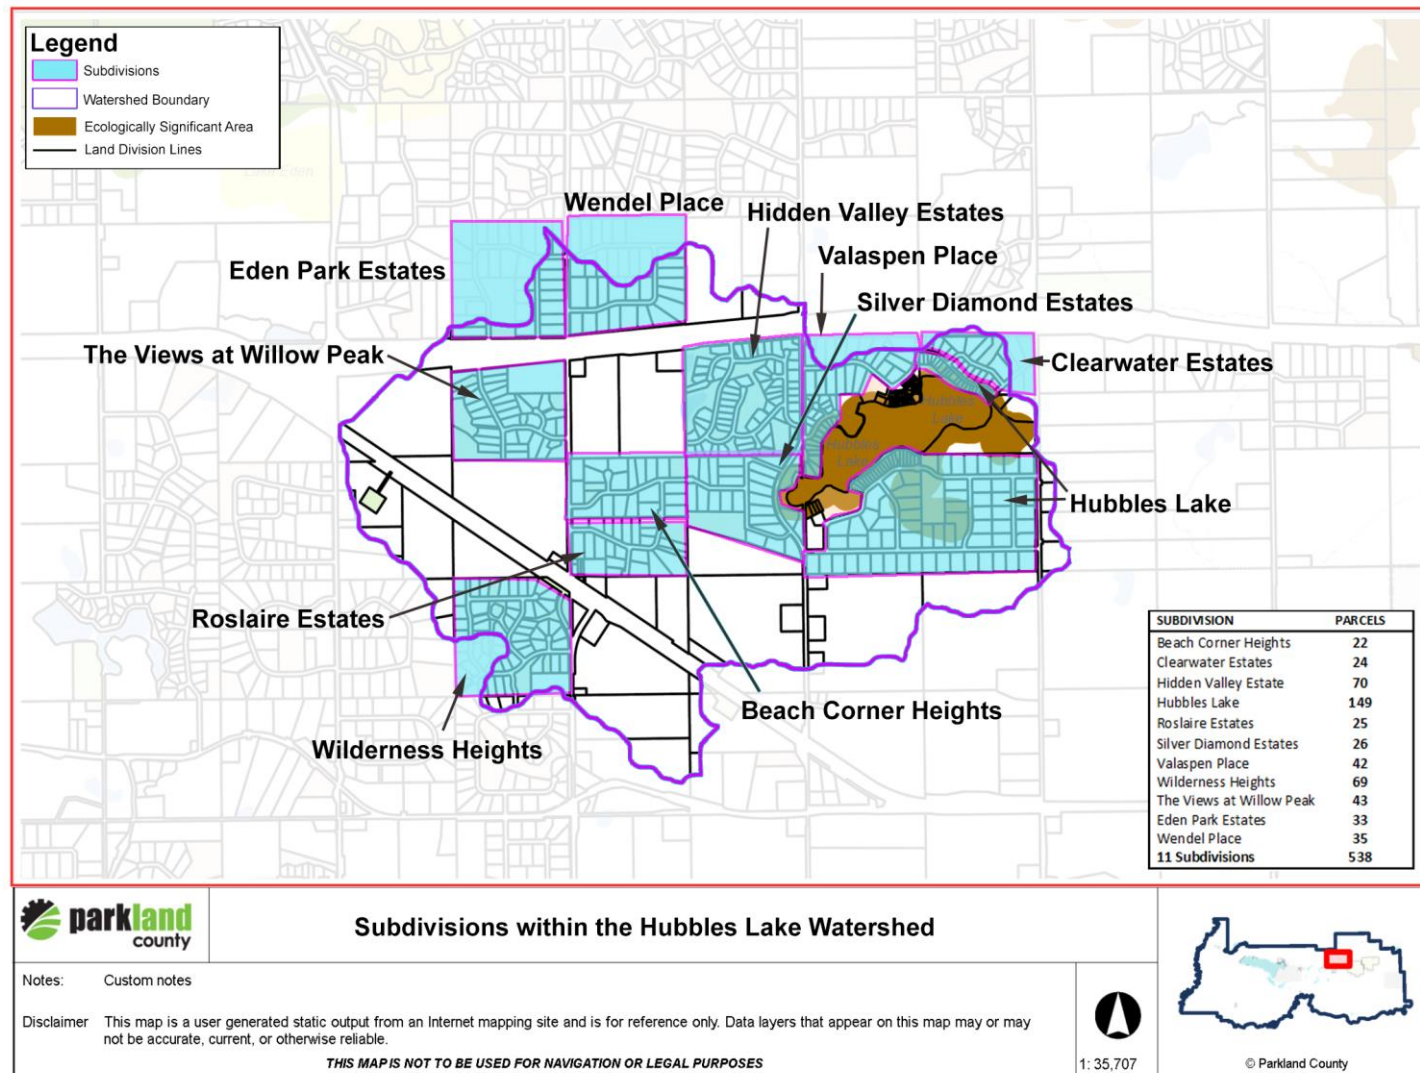 Legend
Subdivisions
Watershed Boundary
Ecologically Significant Area
Land Division Lines
Lake Eden
Wendel Place
Hidden Valley Estates
Eden Park Estates
Valaspen Place
Silver Diamond Estates
The Views at Willow Peak
Clearwater Estates
Hubbles
Lake
Hubbles
Lake
Hubbles Lake
Roslaire Estates
Beach Corner Heights
Wilderness Heights
SUBDIVISION PARCELS
Beach Corner Heights 22
Clearwater Estates 24
Hidden Valley Estate 70
Hubbles Lake 149
Roslaire Estates 25
Silver Diamond Estates 26
Valaspen Place 42
Wilderness Heights 69
The Views at Willow Peak 43
Eden Park Estates 33
Wendel Place 35
11 Subdivisions 538
parkland
county
Subdivisions within the Hubbles Lake Watershed
Notes: Custom notes
Disclaimer This map is a user generated static output from an Internet mapping site and is for reference only. Data layers that appear on this map may or may
not be accurate, current, or otherwise reliable.
THIS MAP IS NOT TO BE USED FOR NAVIGATION OR LEGAL PURPOSES
1: 35,707
© Parkland County